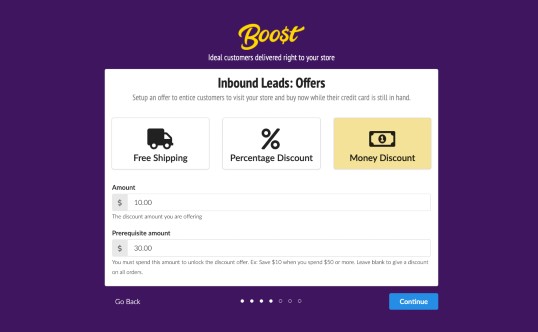 Boo$t
Ideal customers delivered right to your store
Inbound Leads: Offers
Setup an offer to entice customers to visit your store and buy now while their credit card is still in hand.
Free Shipping
Percentage Discount
Money Discount
Amount
$ 10.00
The discount amount you are offering
Prerequisite amount
$ 30.00
You must spend this amount to unlock the discount offer. Ex: Save $10 when you spend $50 or more. Leave blank to give a discount
on all orders.
Go Back
Continue